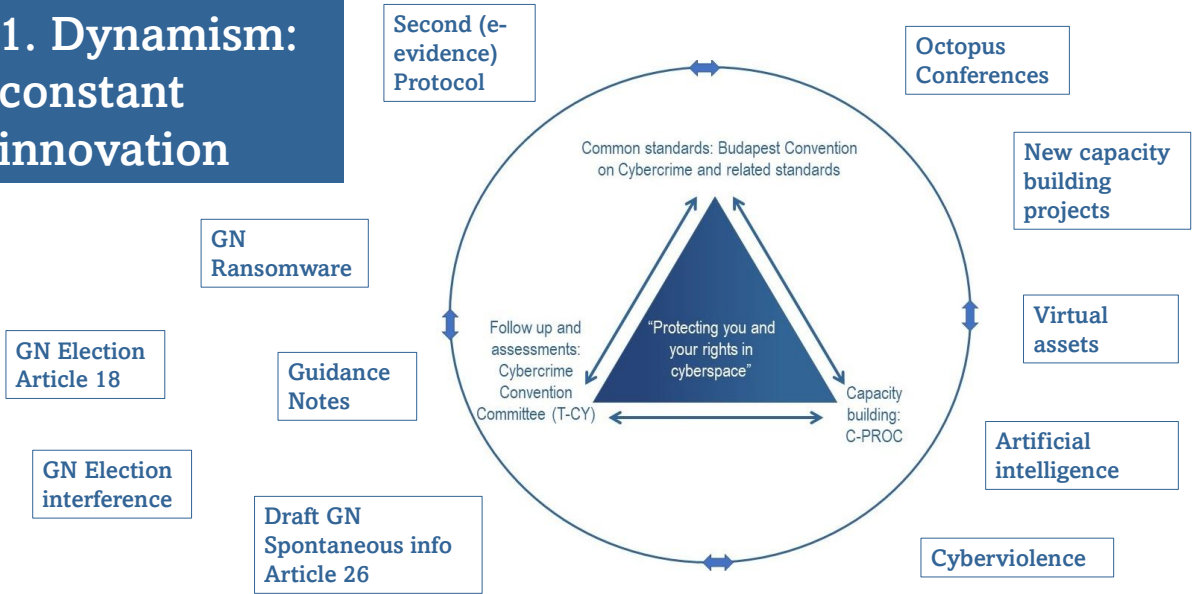 1. Dynamism:
constant
innovation
Second (e-
evidence)
Protocol
Octopus
Conferences
Common standards: Budapest Convention
on Cybercrime and related standards
New capacity
building
projects
GN
Ransomware
Follow up and
assessments:
Cybercrime
Convention
Committee (T-CY)
"Protecting you and
your rights in
cyberspace"
Capacity
building:
C-PROC
Virtual
assets
GN Election
Article 18
Guidance
Notes
Artificial
intelligence
GN Election
interference
Draft GN
Spontaneous info
Article 26
Cyberviolence